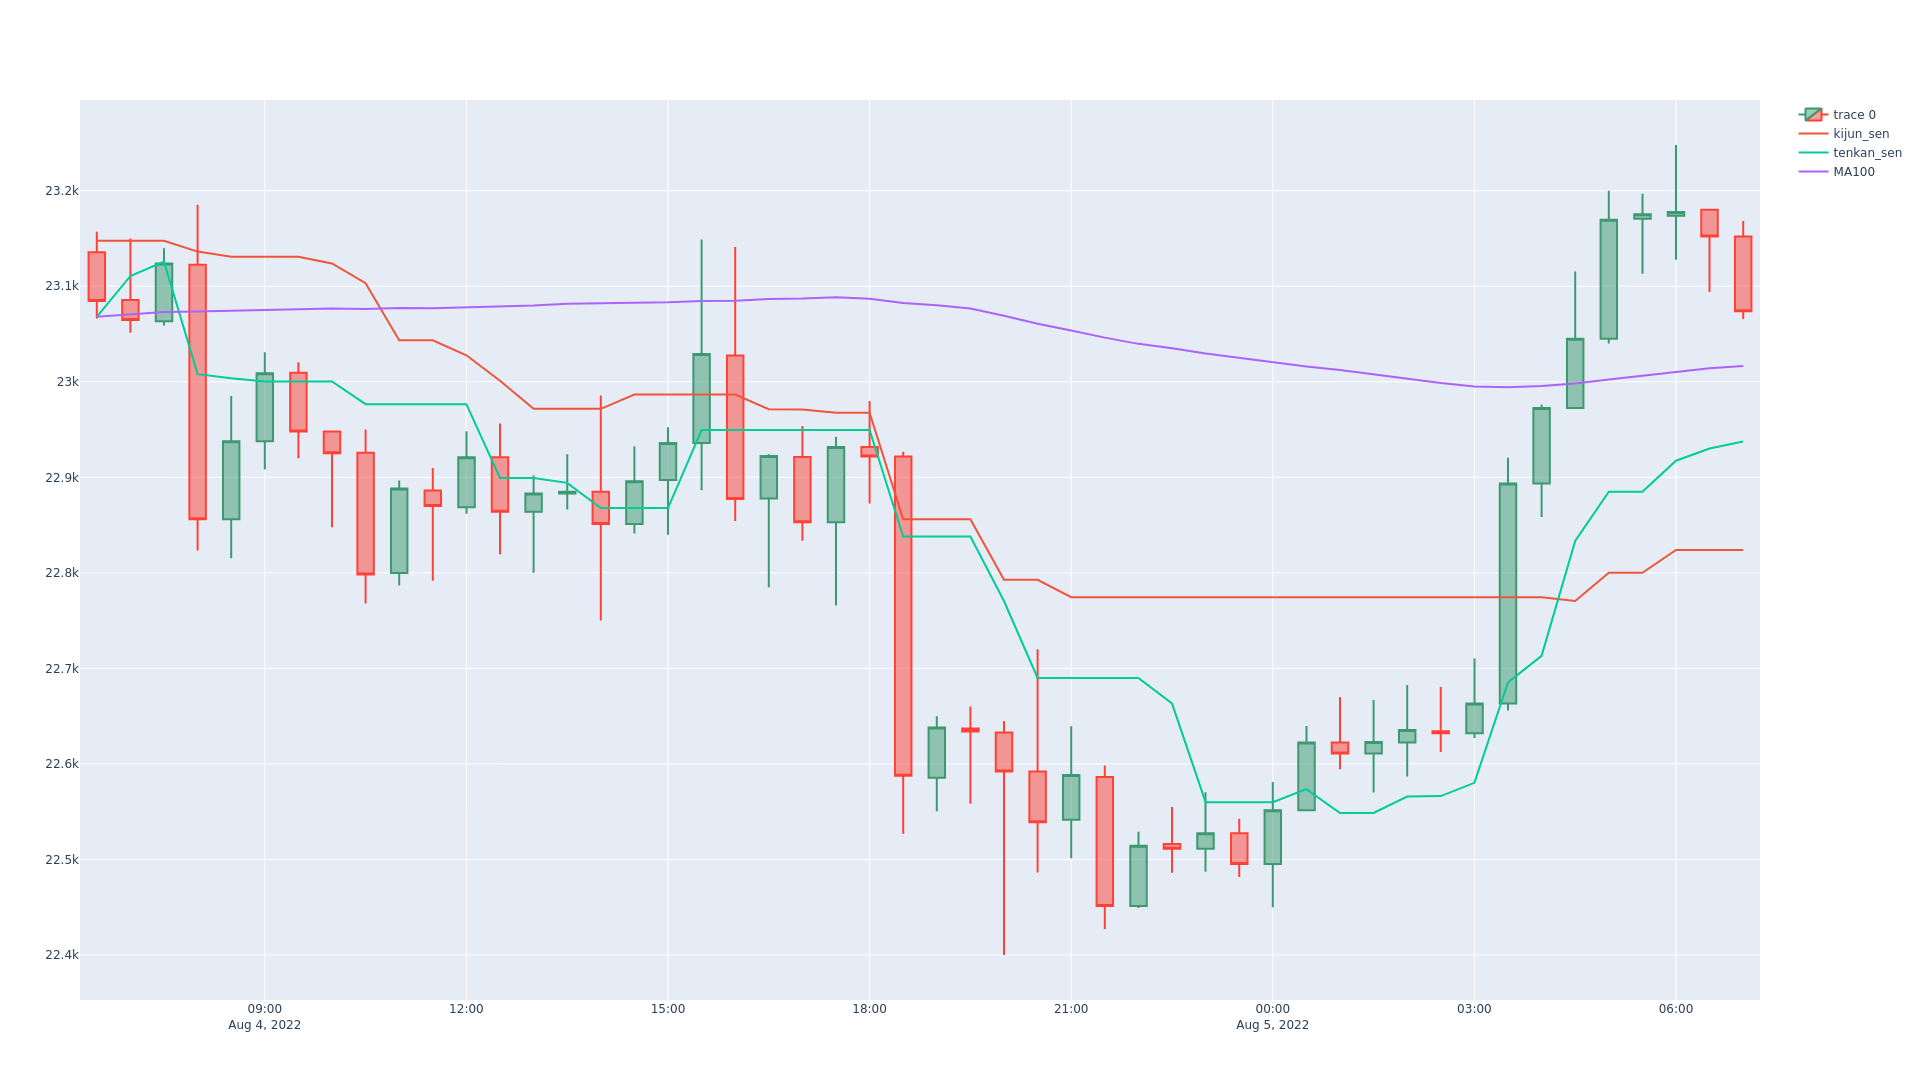 trace 0
kijun_sen
tenkan_sen
MA100
23.2k
23.1k
23k
22.9k
22.8k
22.7k
22.6k
22.5k
22.4k
09:00 12:00 15:00 18:00 21:00 00:00 03:00 06:00
Aug 4, 2022 Aug 5, 2022